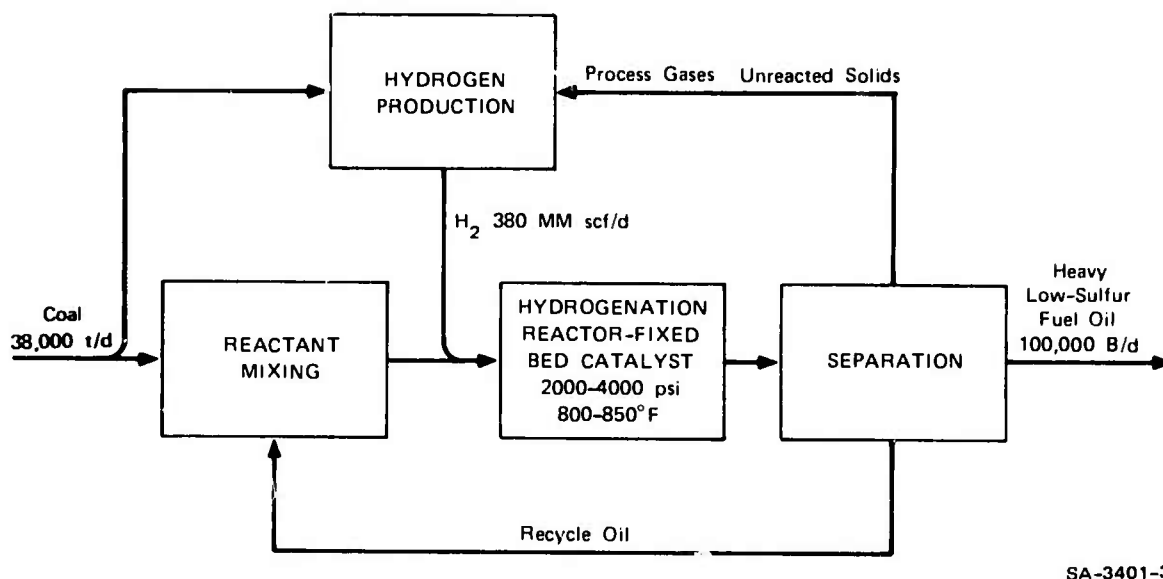 HYDROGEN
PRODUCTION
Process Gases Unreacted Solids
H₂ 380 MM scf/d
Coal
38,000 t/d
REACTANT
MIXING
HYDROGENATION
REACTOR-FIXED
BED CATALYST
2000-4000 psi
800-850°F
SEPARATION
Heavy
Low-Sulfur
Fuel Oil
100,000 B/d
Recycle Oil